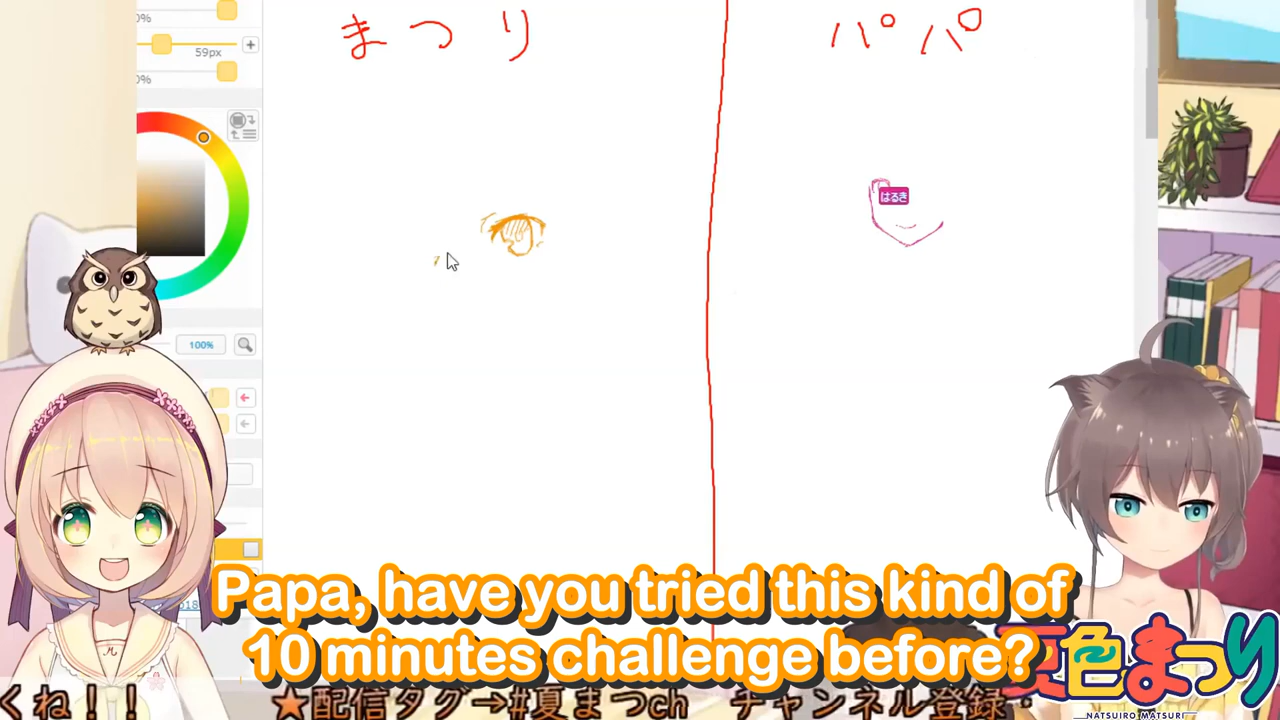 0%
まつり
パパ
59px
0%
はるき
100%
Papa, have you tried this kind of
10 minutes challenge before?
色まつり
NATSUIRO MATSURI
くね！！ ★配信タグ→#夏まつch チャンネル登録・